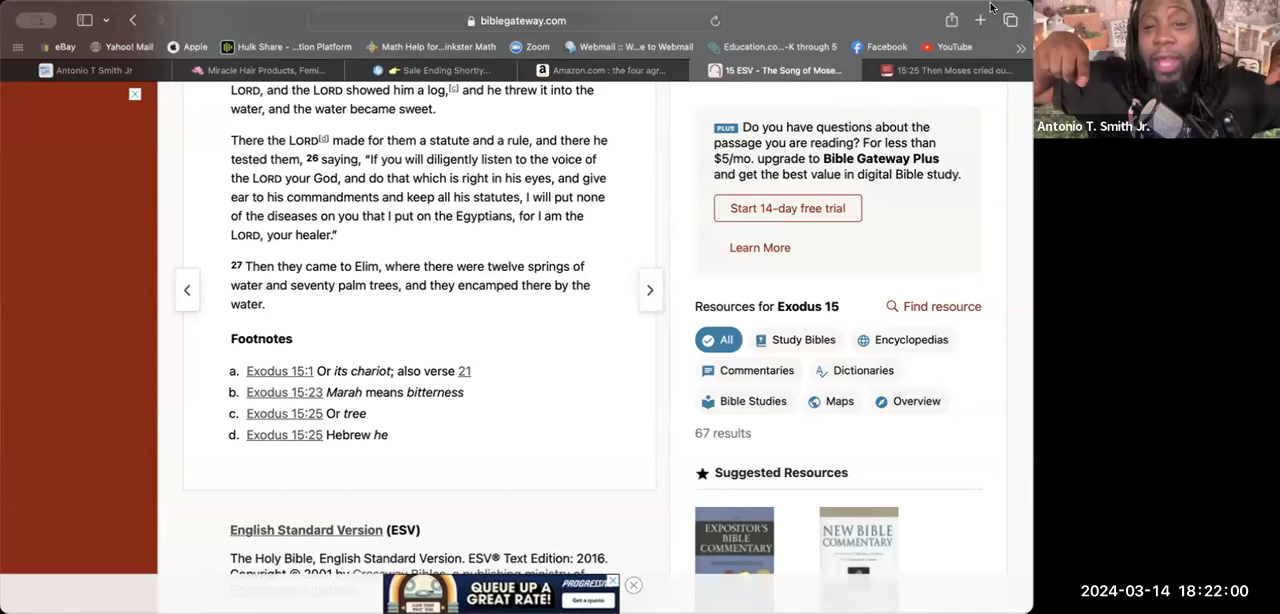 biblegateway.com
eBay
Yahoo! Mail
Apple
Hulk Share - ...tion Platform
Math Help for...inkster Math
Zoom
Webmail :: W...e to Webmail
Education.co...-K through 5
Facebook
YouTube
Antonio T Smith Jr
Miracle Hair Products, Femi...
Sale Ending Shortly...
Amazon.com : the four agr...
15 ESV - The Song of Mose...
15:25 Then Moses cried ou...
Antonio T. Smith Jr.
LORD, and the LORD showed him a log,[c] and he threw it into the
water, and the water became sweet.
There the LORD[d] made for them a statute and a rule, and there he
tested them, 26 saying, “If you will diligently listen to the voice of
the LORD your God, and do that which is right in his eyes, and give
ear to his commandments and keep all his statutes, I will put none
of the diseases on you that I put on the Egyptians, for I am the
LORD, your healer.”
27 Then they came to Elim, where there were twelve springs of
water and seventy palm trees, and they encamped there by the
water.
Footnotes
a. Exodus 15:1 Or its chariot; also verse 21
b. Exodus 15:23 Marah means bitterness
c. Exodus 15:25 Or tree
d. Exodus 15:25 Hebrew he
English Standard Version (ESV)
The Holy Bible, English Standard Version. ESV® Text Edition: 2016.
Copyright © 2001 by Crossway Bibles, a publishing ministry of
PLUS Do you have questions about the
passage you are reading? For less than
$5/mo. upgrade to Bible Gateway Plus
and get the best value in digital Bible study.
Start 14-day free trial
Learn More
Resources for Exodus 15
Find resource
All
Study Bibles
Encyclopedias
Commentaries
Dictionaries
Bible Studies
Maps
Overview
67 results
Suggested Resources
EXPOSITOR'S
BIBLE
COMMENTARY
NEW BIBLE
COMMENTARY
QUEUE UP A
GREAT RATE!
PROGRESSIVE
Get a quote
2024-03-14 18:22:00